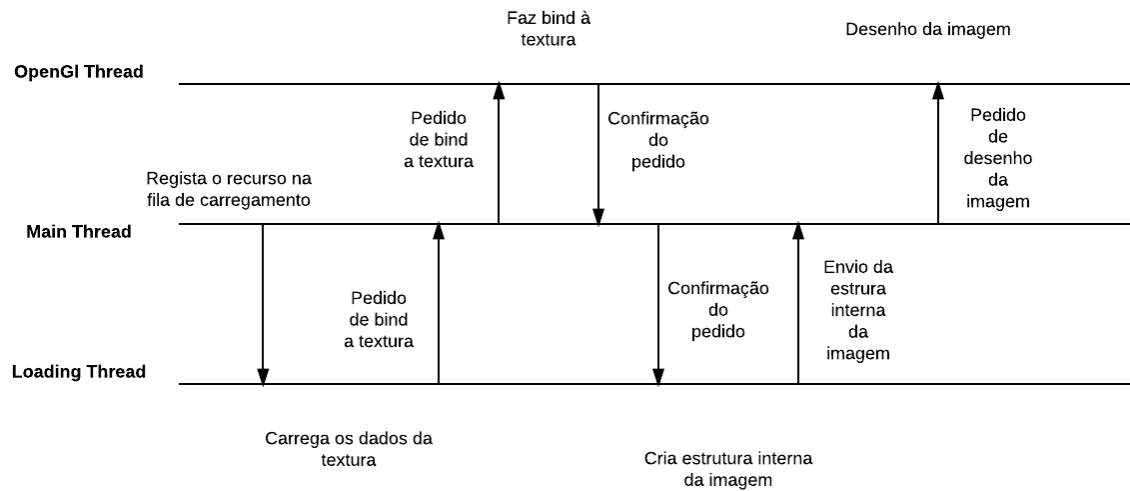 Faz bind à
textura
Desenho da imagem
OpenGl Thread
Pedido
de bind
a textura
Confirmação
do
pedido
Pedido
de
desenho
da
imagem
Regista o recurso na
fila de carregamento
Main Thread
Pedido
de bind
a textura
Confirmação
do
pedido
Envio da
estrura
interna
da
imagem
Loading Thread
Carrega os dados da
textura
Cria estrutura interna
da imagem